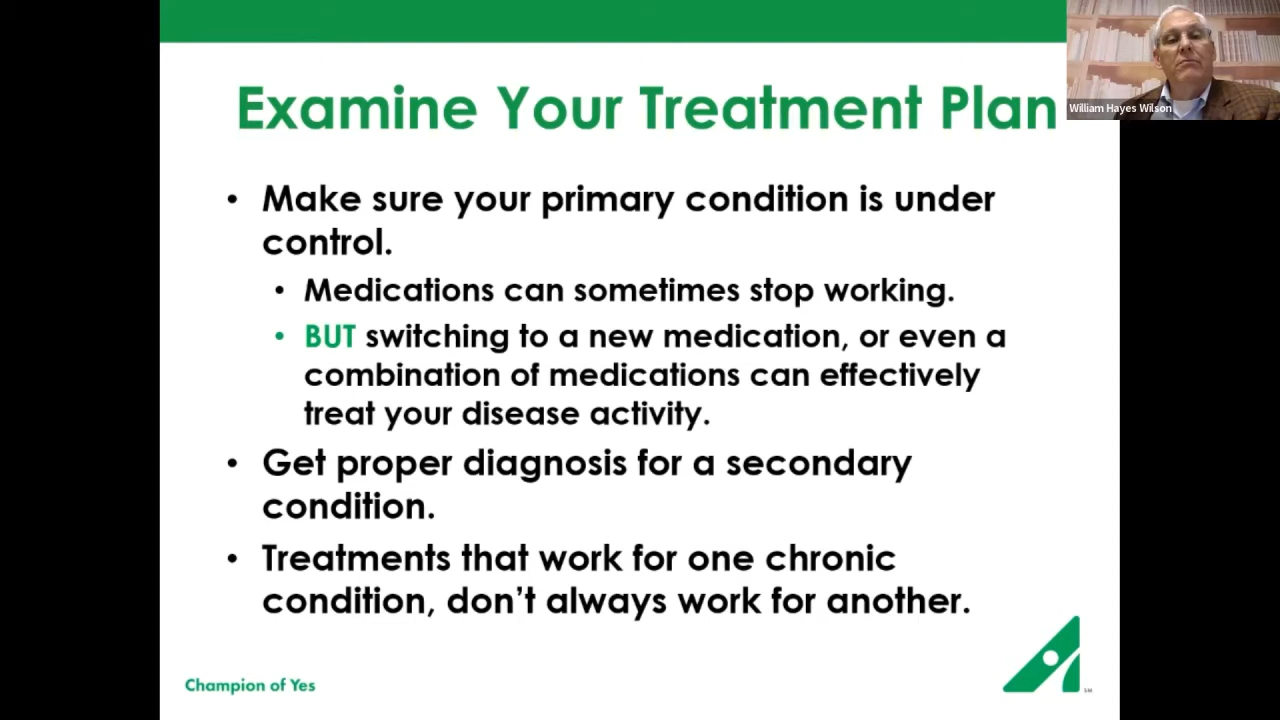 Examine Your Treatment Plan
William Hayes Wilson
• Make sure your primary condition is under
control.
• Medications can sometimes stop working.
• BUT switching to a new medication, or even a
combination of medications can effectively
treat your disease activity.
• Get proper diagnosis for a secondary
condition.
• Treatments that work for one chronic
condition, don’t always work for another.
Champion of Yes
SM